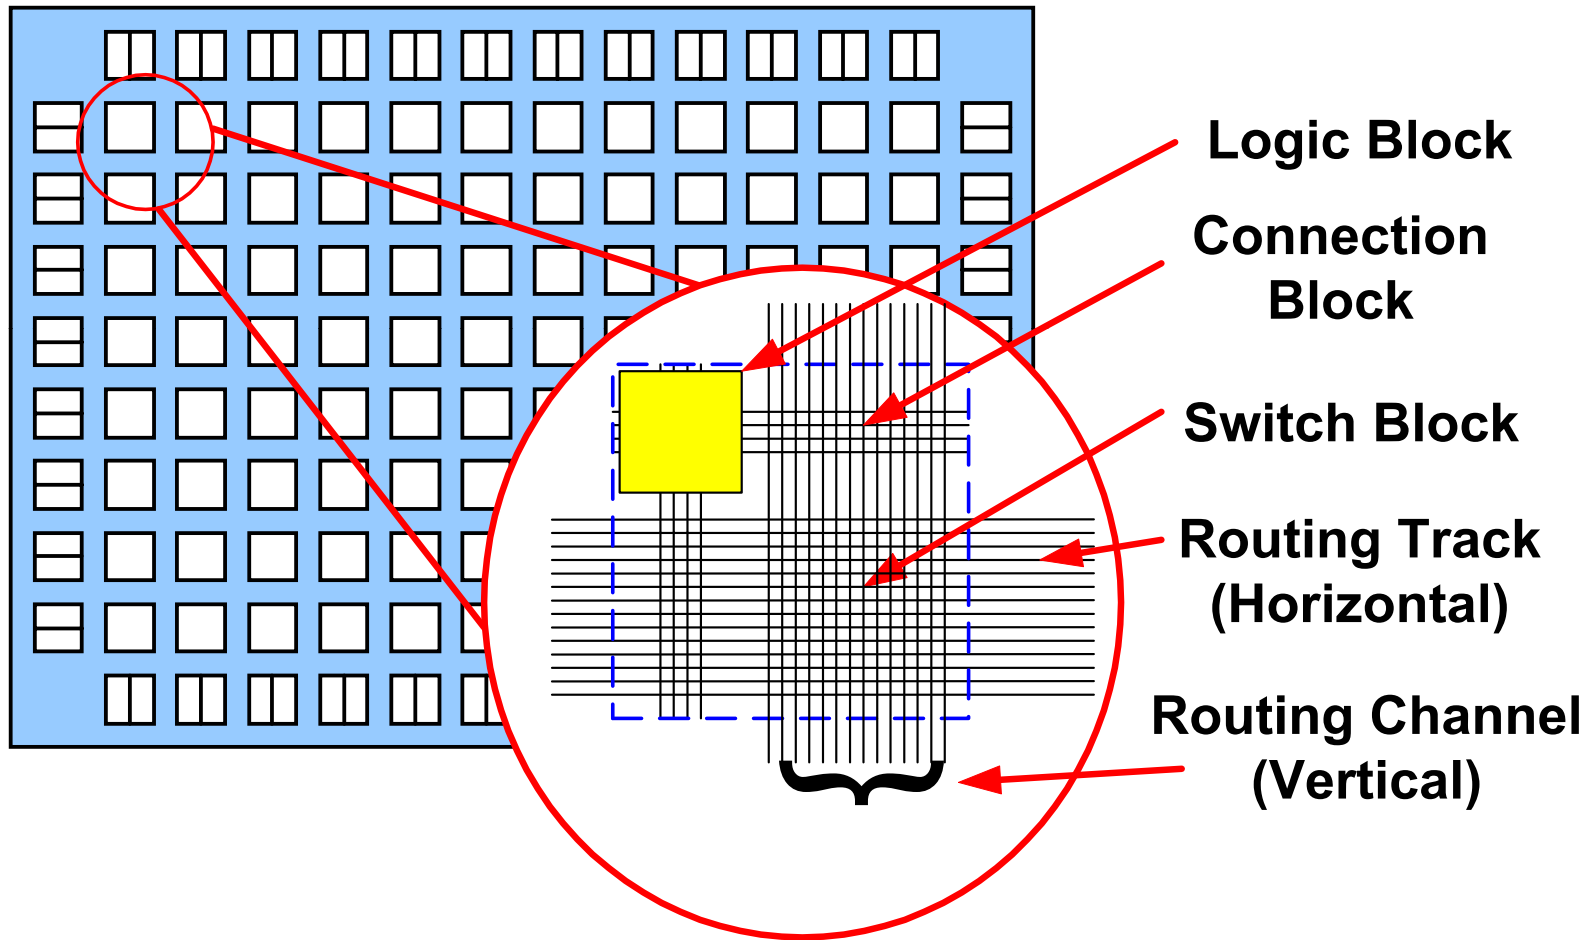 Logic Block
Connection
Block
Switch Block
Routing Track
(Horizontal)
Routing Channel
(Vertical)